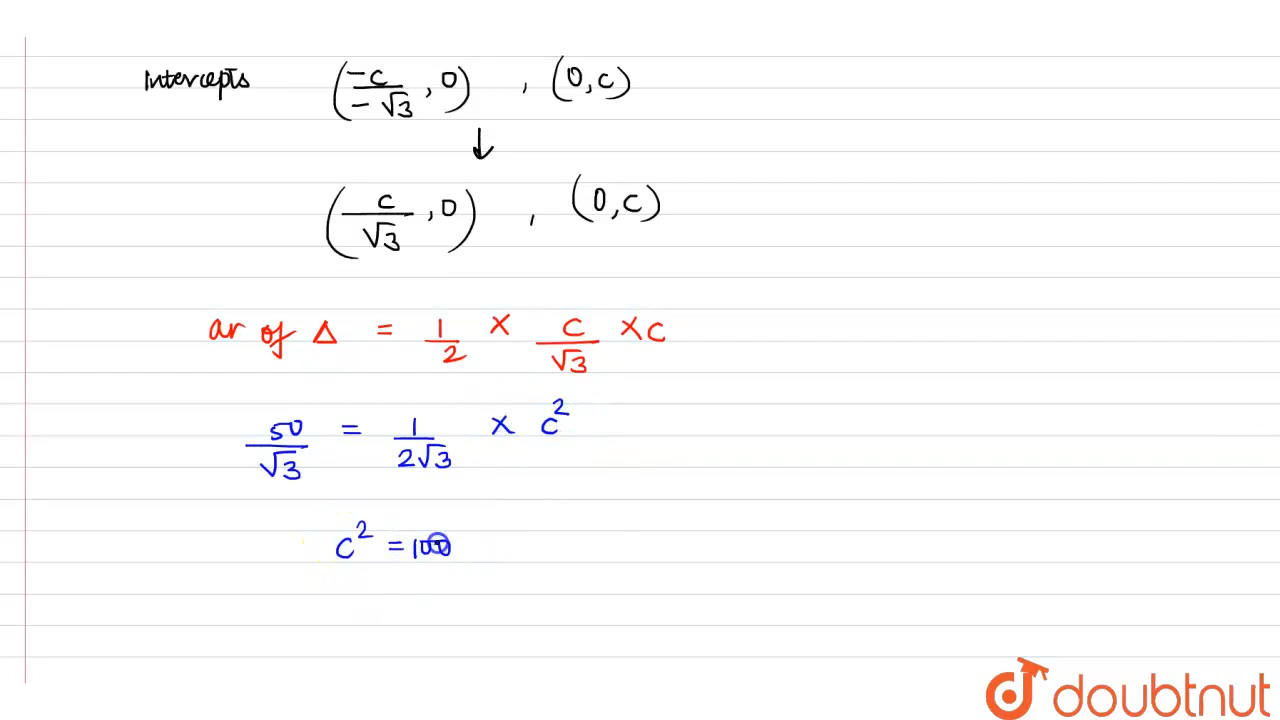 Intercepts (-c/-√3, 0) , (0, c)
↓
(c/√3, 0) , (0, c)
ar of Δ = 1/2 × c/√3 × c
50/√3 = 1/2√3 × c²
c² = 100
doubtnut